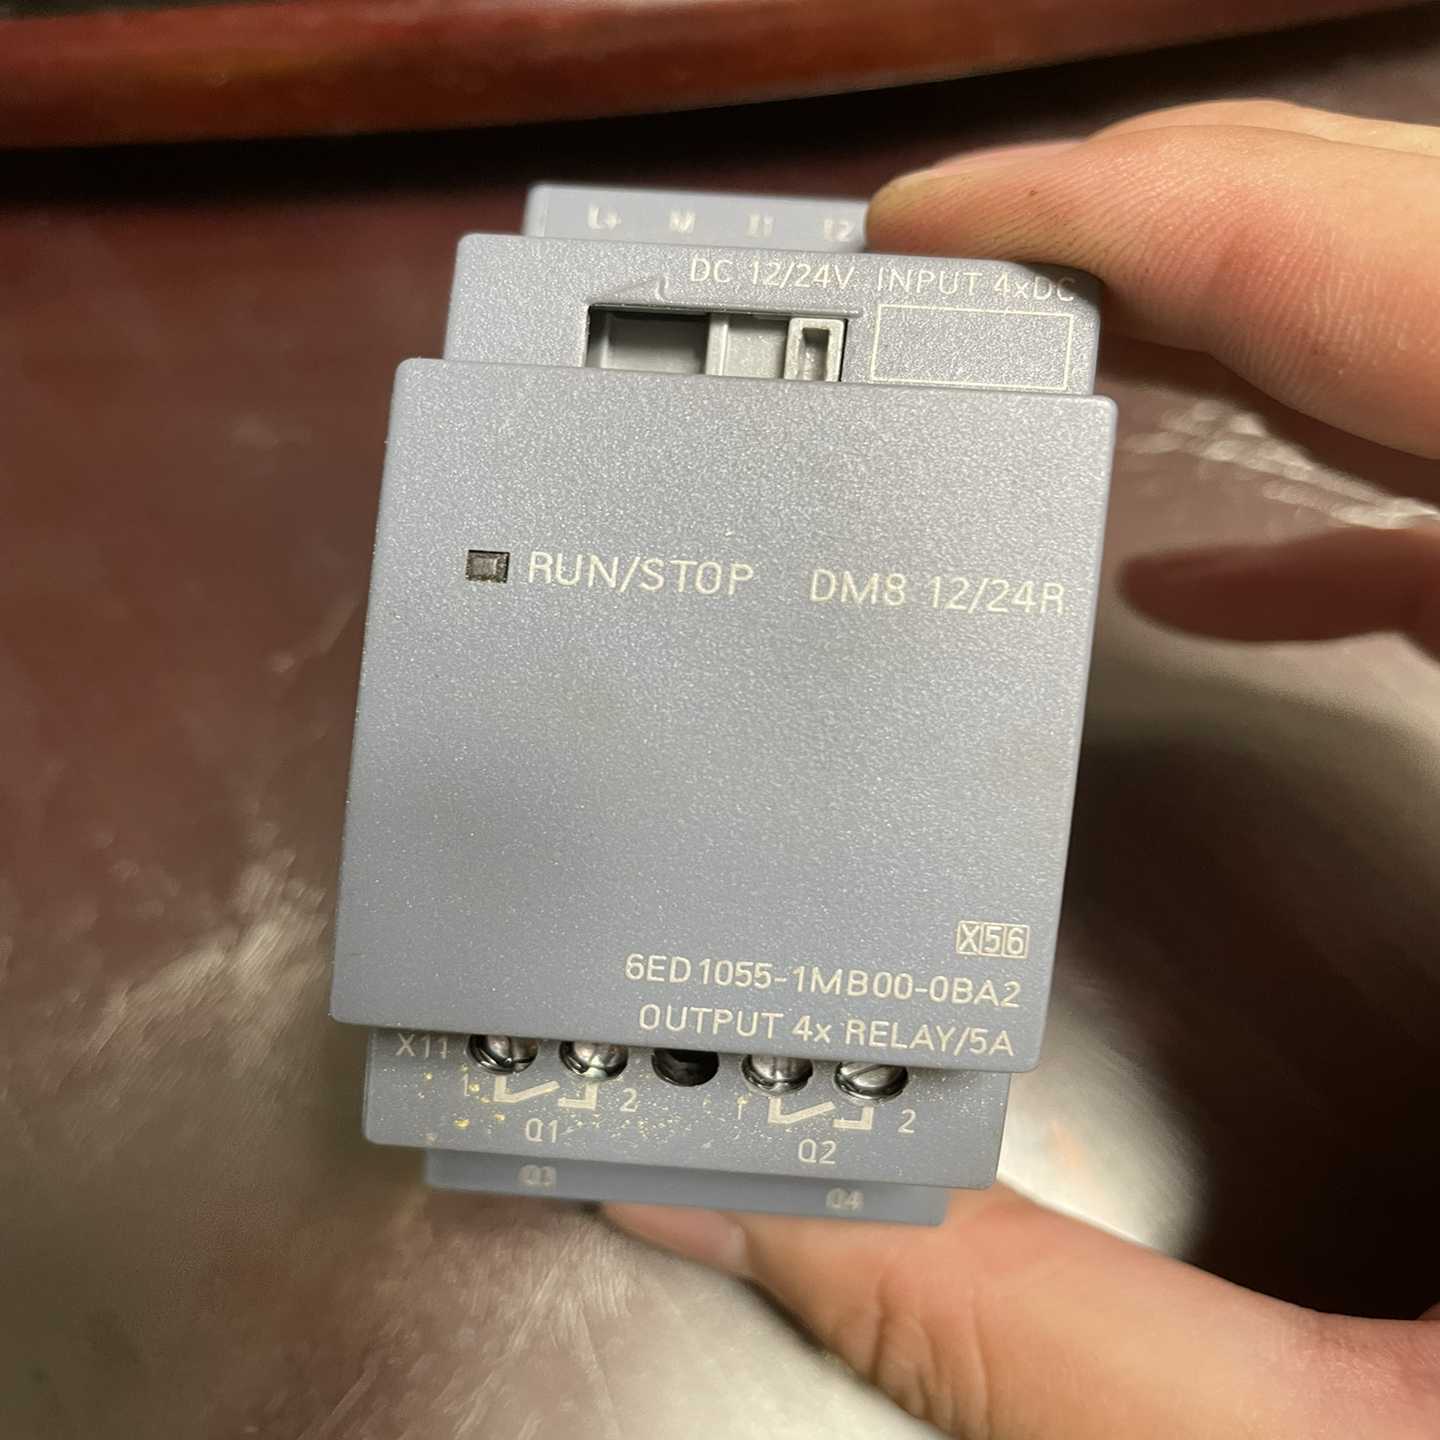 L+ M I1 I2
DC 12/24V INPUT 4xDC
RUN/STOP DM8 12/24R
X56
6ED1055-1MB00-0BA2
OUTPUT 4x RELAY/5A
X11
1 2 1 2
Q1 Q2
Q3 Q4